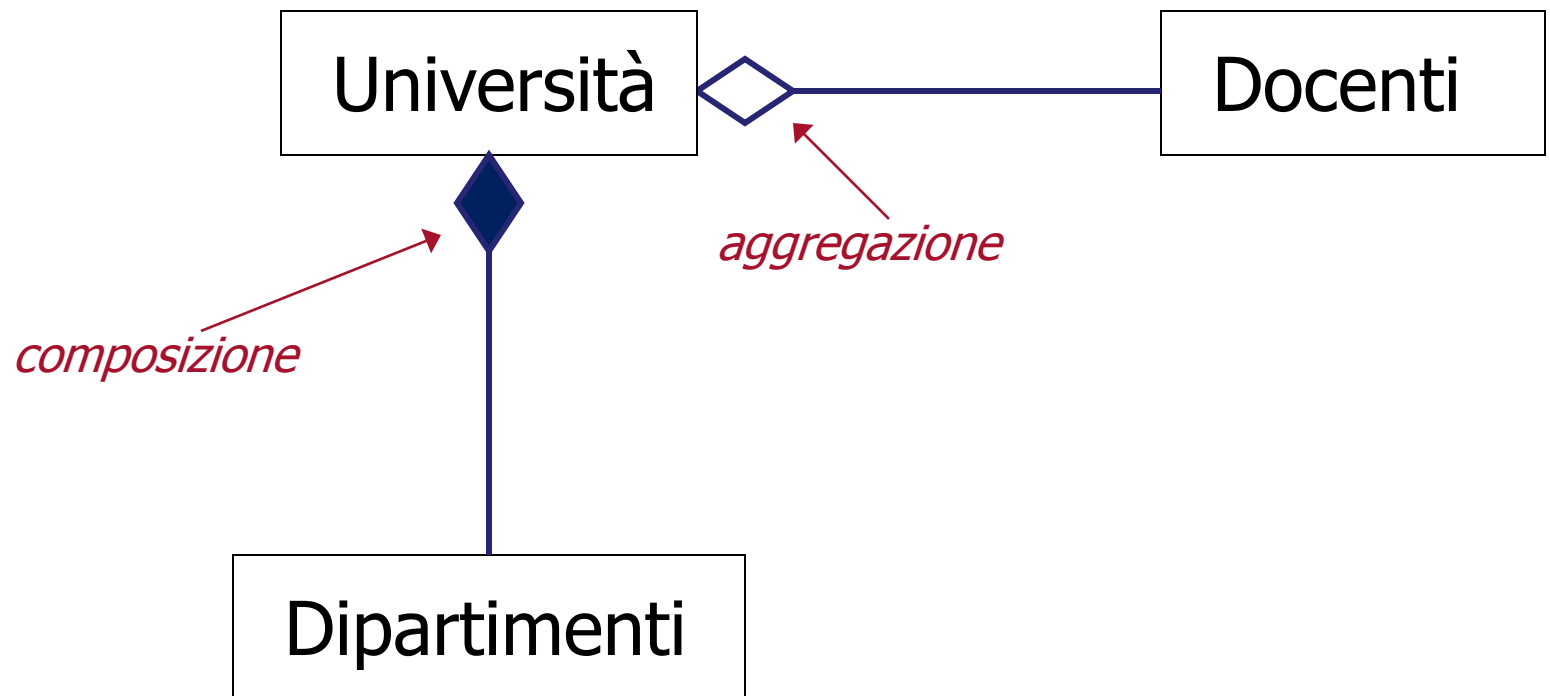 Università
Docenti
aggregazione
composizione
Dipartimenti